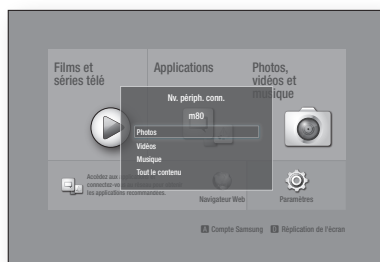 Films et
séries télé
Applications
Photos,
vidéos et
musique
Nv. périph. conn.
m80
Photos
Vidéos
Musique
Tout le contenu
Accédez aux
connectez-vous
les applications recommandées.
Navigateur Web
Paramètres
A Compte Samsung D Réplication de l'écran